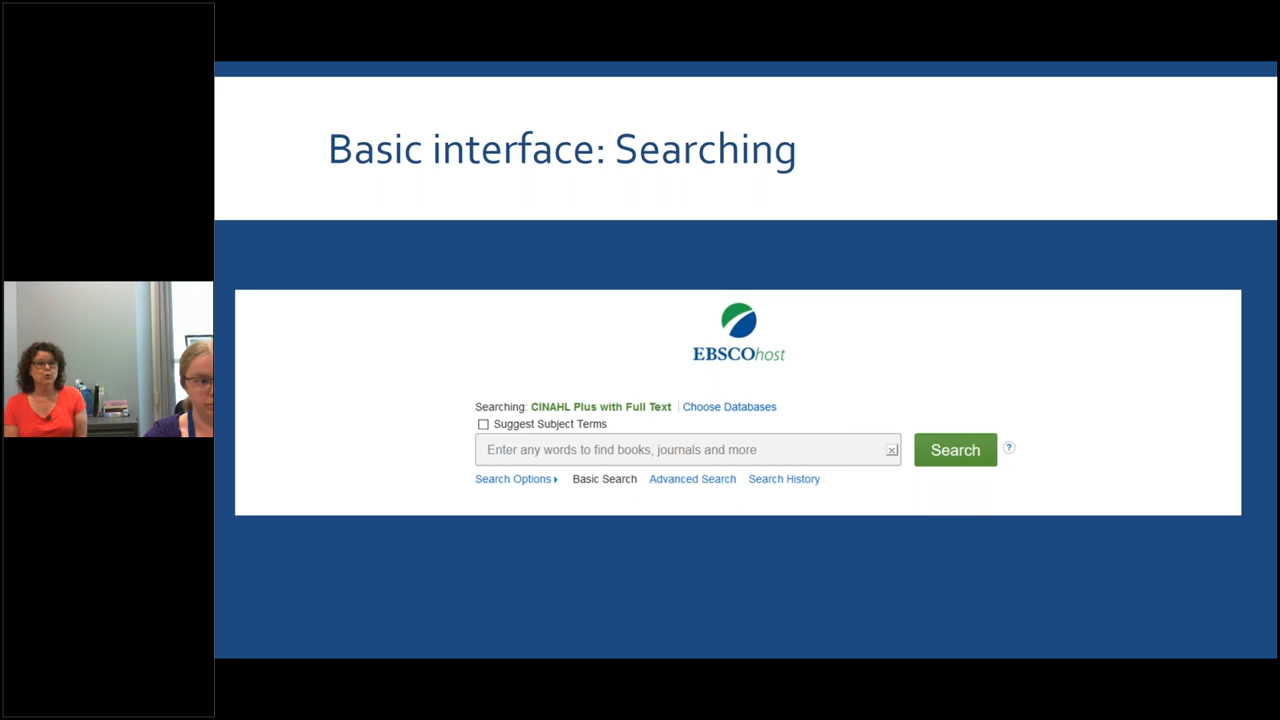 Basic interface: Searching
EBSCOhost
Searching: CINAHL Plus with Full Text | Choose Databases
Suggest Subject Terms
Enter any words to find books, journals and more
Search
?
Search Options Basic Search Advanced Search Search History